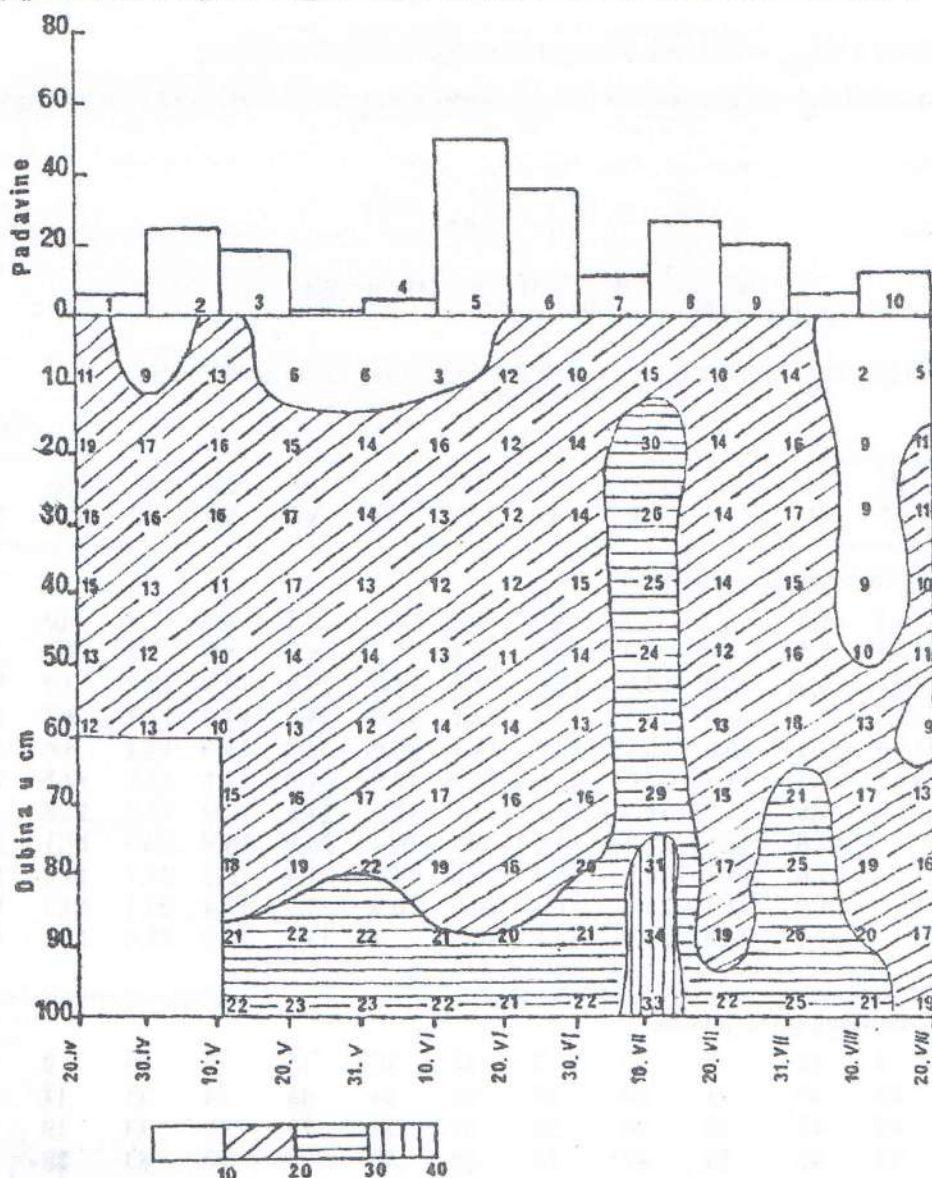 80
60
Padavine
40
20
0
1 2 3 4 5 6 7 8 9 10
10 11 9 13 6 6 3 12 10 15 10 14 2 5
20 19 17 16 15 14 16 12 14 30 14 16 9 11
30 16 16 16 17 14 13 12 14 26 14 17 9 11
40 15 13 11 17 13 12 12 15 25 14 15 9 10
50 13 12 10 14 14 13 11 14 24 12 16 10 11
60 12 13 10 13 12 14 14 13 24 13 18 13 9
Dubina u cm
70 15 16 17 17 16 16 29 15 21 17 13
80 18 19 22 19 16 20 31 17 25 19 16
90 21 22 22 21 20 21 34 19 26 20 17
100 22 23 23 22 21 22 33 22 25 21 19
20.IV 30.IV 10.V 20.V 31.V 10.VI 20.VI 30.VI 10.VII 20.VII 31.VII 10.VIII 20.VIII
10 20 30 40